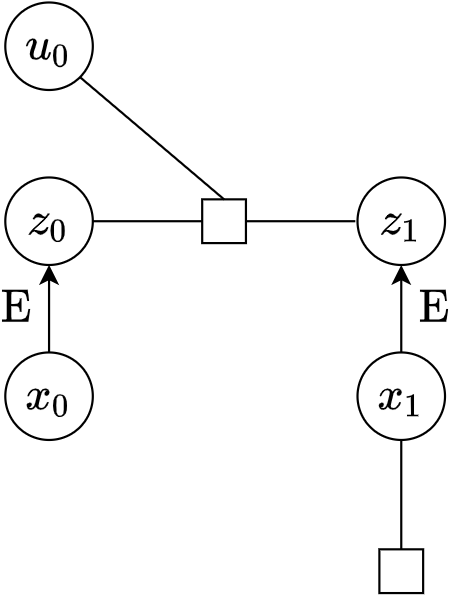 u₀
z₀ z₁
E E
x₀ x₁